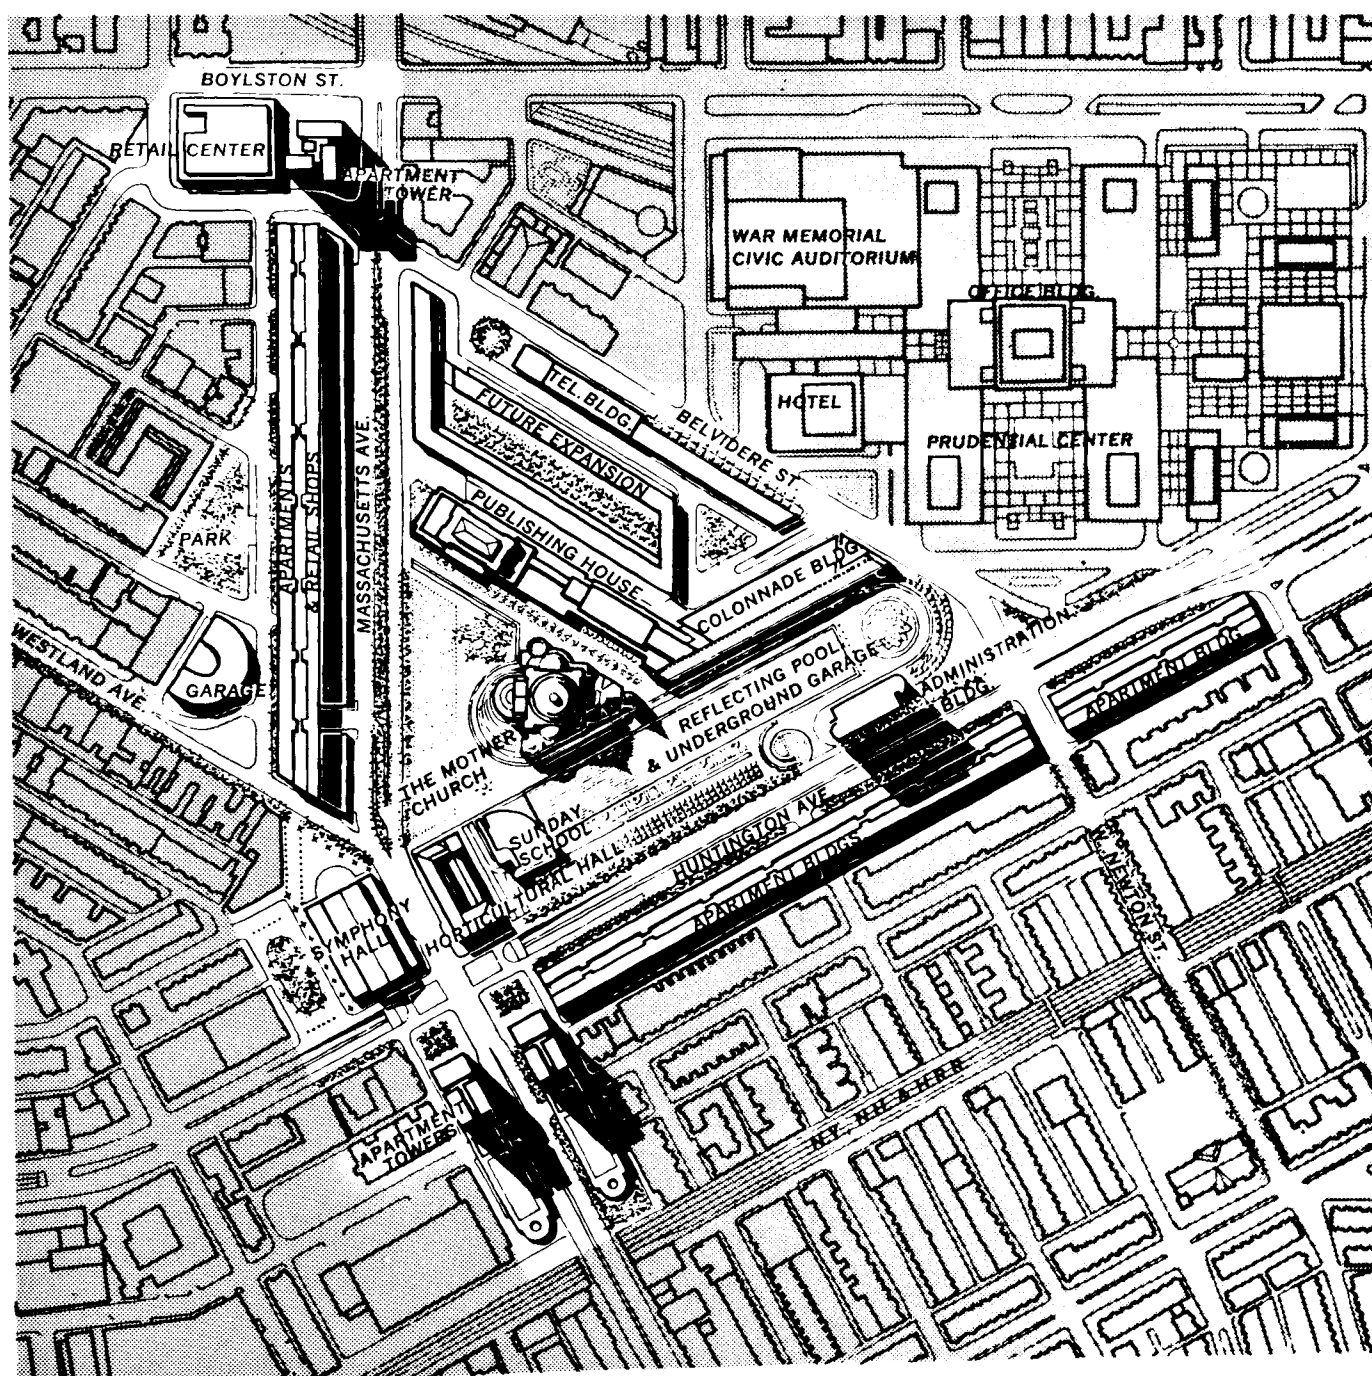 BOYLSTON ST.
RETAIL CENTER
APARTMENT
TOWER
WAR MEMORIAL
CIVIC AUDITORIUM
OFFICE BLDG.
HOTEL
PRUDENTIAL CENTER
TEL. BLDG.
BELVIDERE ST
FUTURE EXPANSION
PUBLISHING HOUSE
COLONNADE BLDG.
APARTMENTS
& RETAIL SHOPS
MASSACHUSETTS AVE.
PARK
WESTLAND AVE
GARAGE
THE MOTHER
CHURCH
REFLECTING POOL
& UNDERGROUND GARAGE
ADMINISTRATION
BLDG.
APARTMENT BLDG
SUNDAY
SCHOOL
HORTICULTURAL HALL
HUNTINGTON AVE.
APARTMENT BLDGS
SYMPHONY
HALL
W. NEWTON ST.
N.Y. N.H. & H.R.R.
APARTMENT
TOWERS